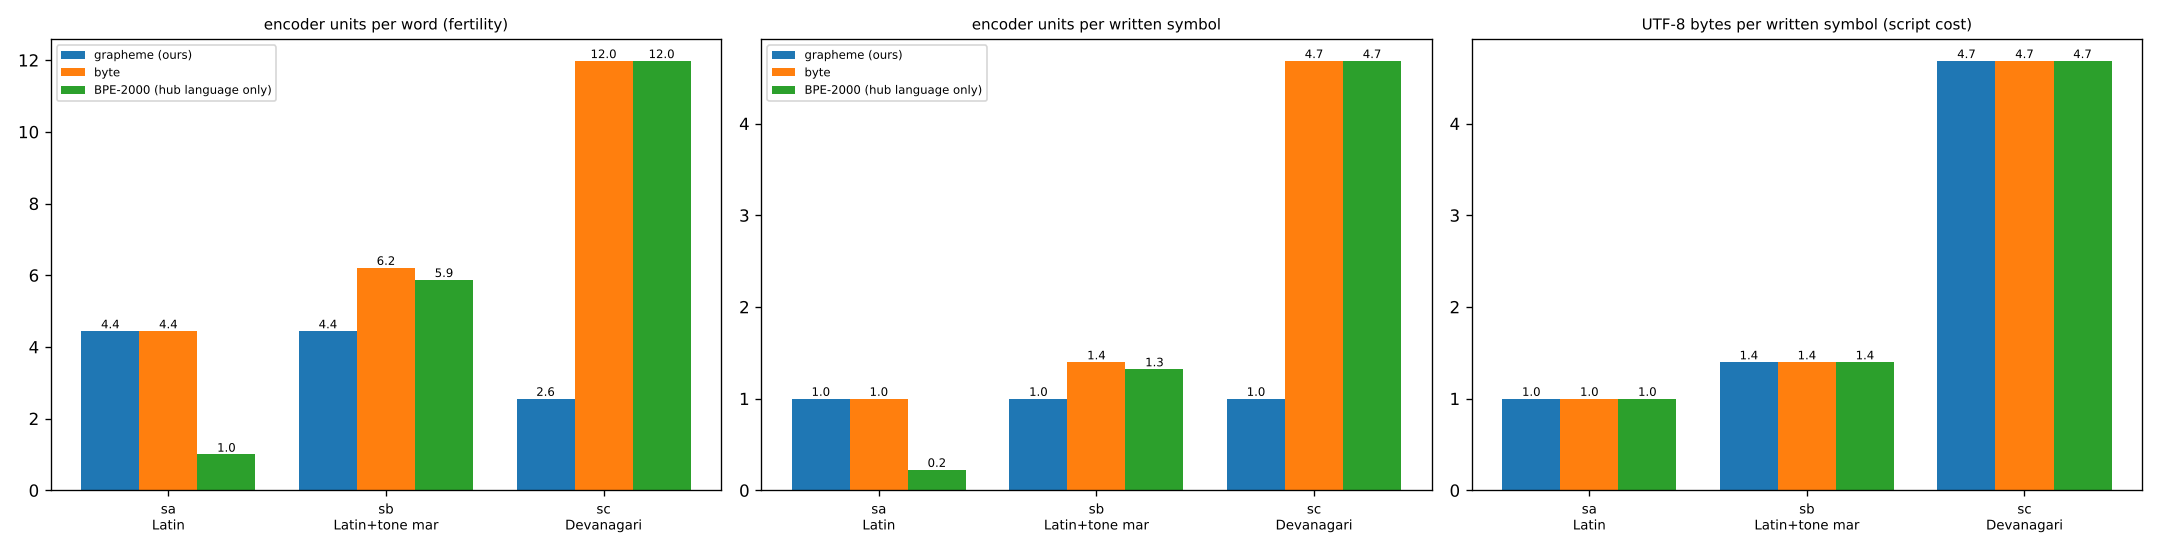 encoder units per word (fertility)
12
10
8
6
4
2
0
grapheme (ours)
byte
BPE-2000 (hub language only)
4.4
4.4
1.0
4.4
6.2
5.9
2.6
12.0
12.0
sa
Latin
sb
Latin+tone mar
sc
Devanagari
encoder units per written symbol
4
3
2
1
0
grapheme (ours)
byte
BPE-2000 (hub language only)
1.0
1.0
0.2
1.0
1.4
1.3
1.0
4.7
4.7
sa
Latin
sb
Latin+tone mar
sc
Devanagari
UTF-8 bytes per written symbol (script cost)
4
3
2
1
0
1.0
1.0
1.0
1.4
1.4
1.4
4.7
4.7
4.7
sa
Latin
sb
Latin+tone mar
sc
Devanagari